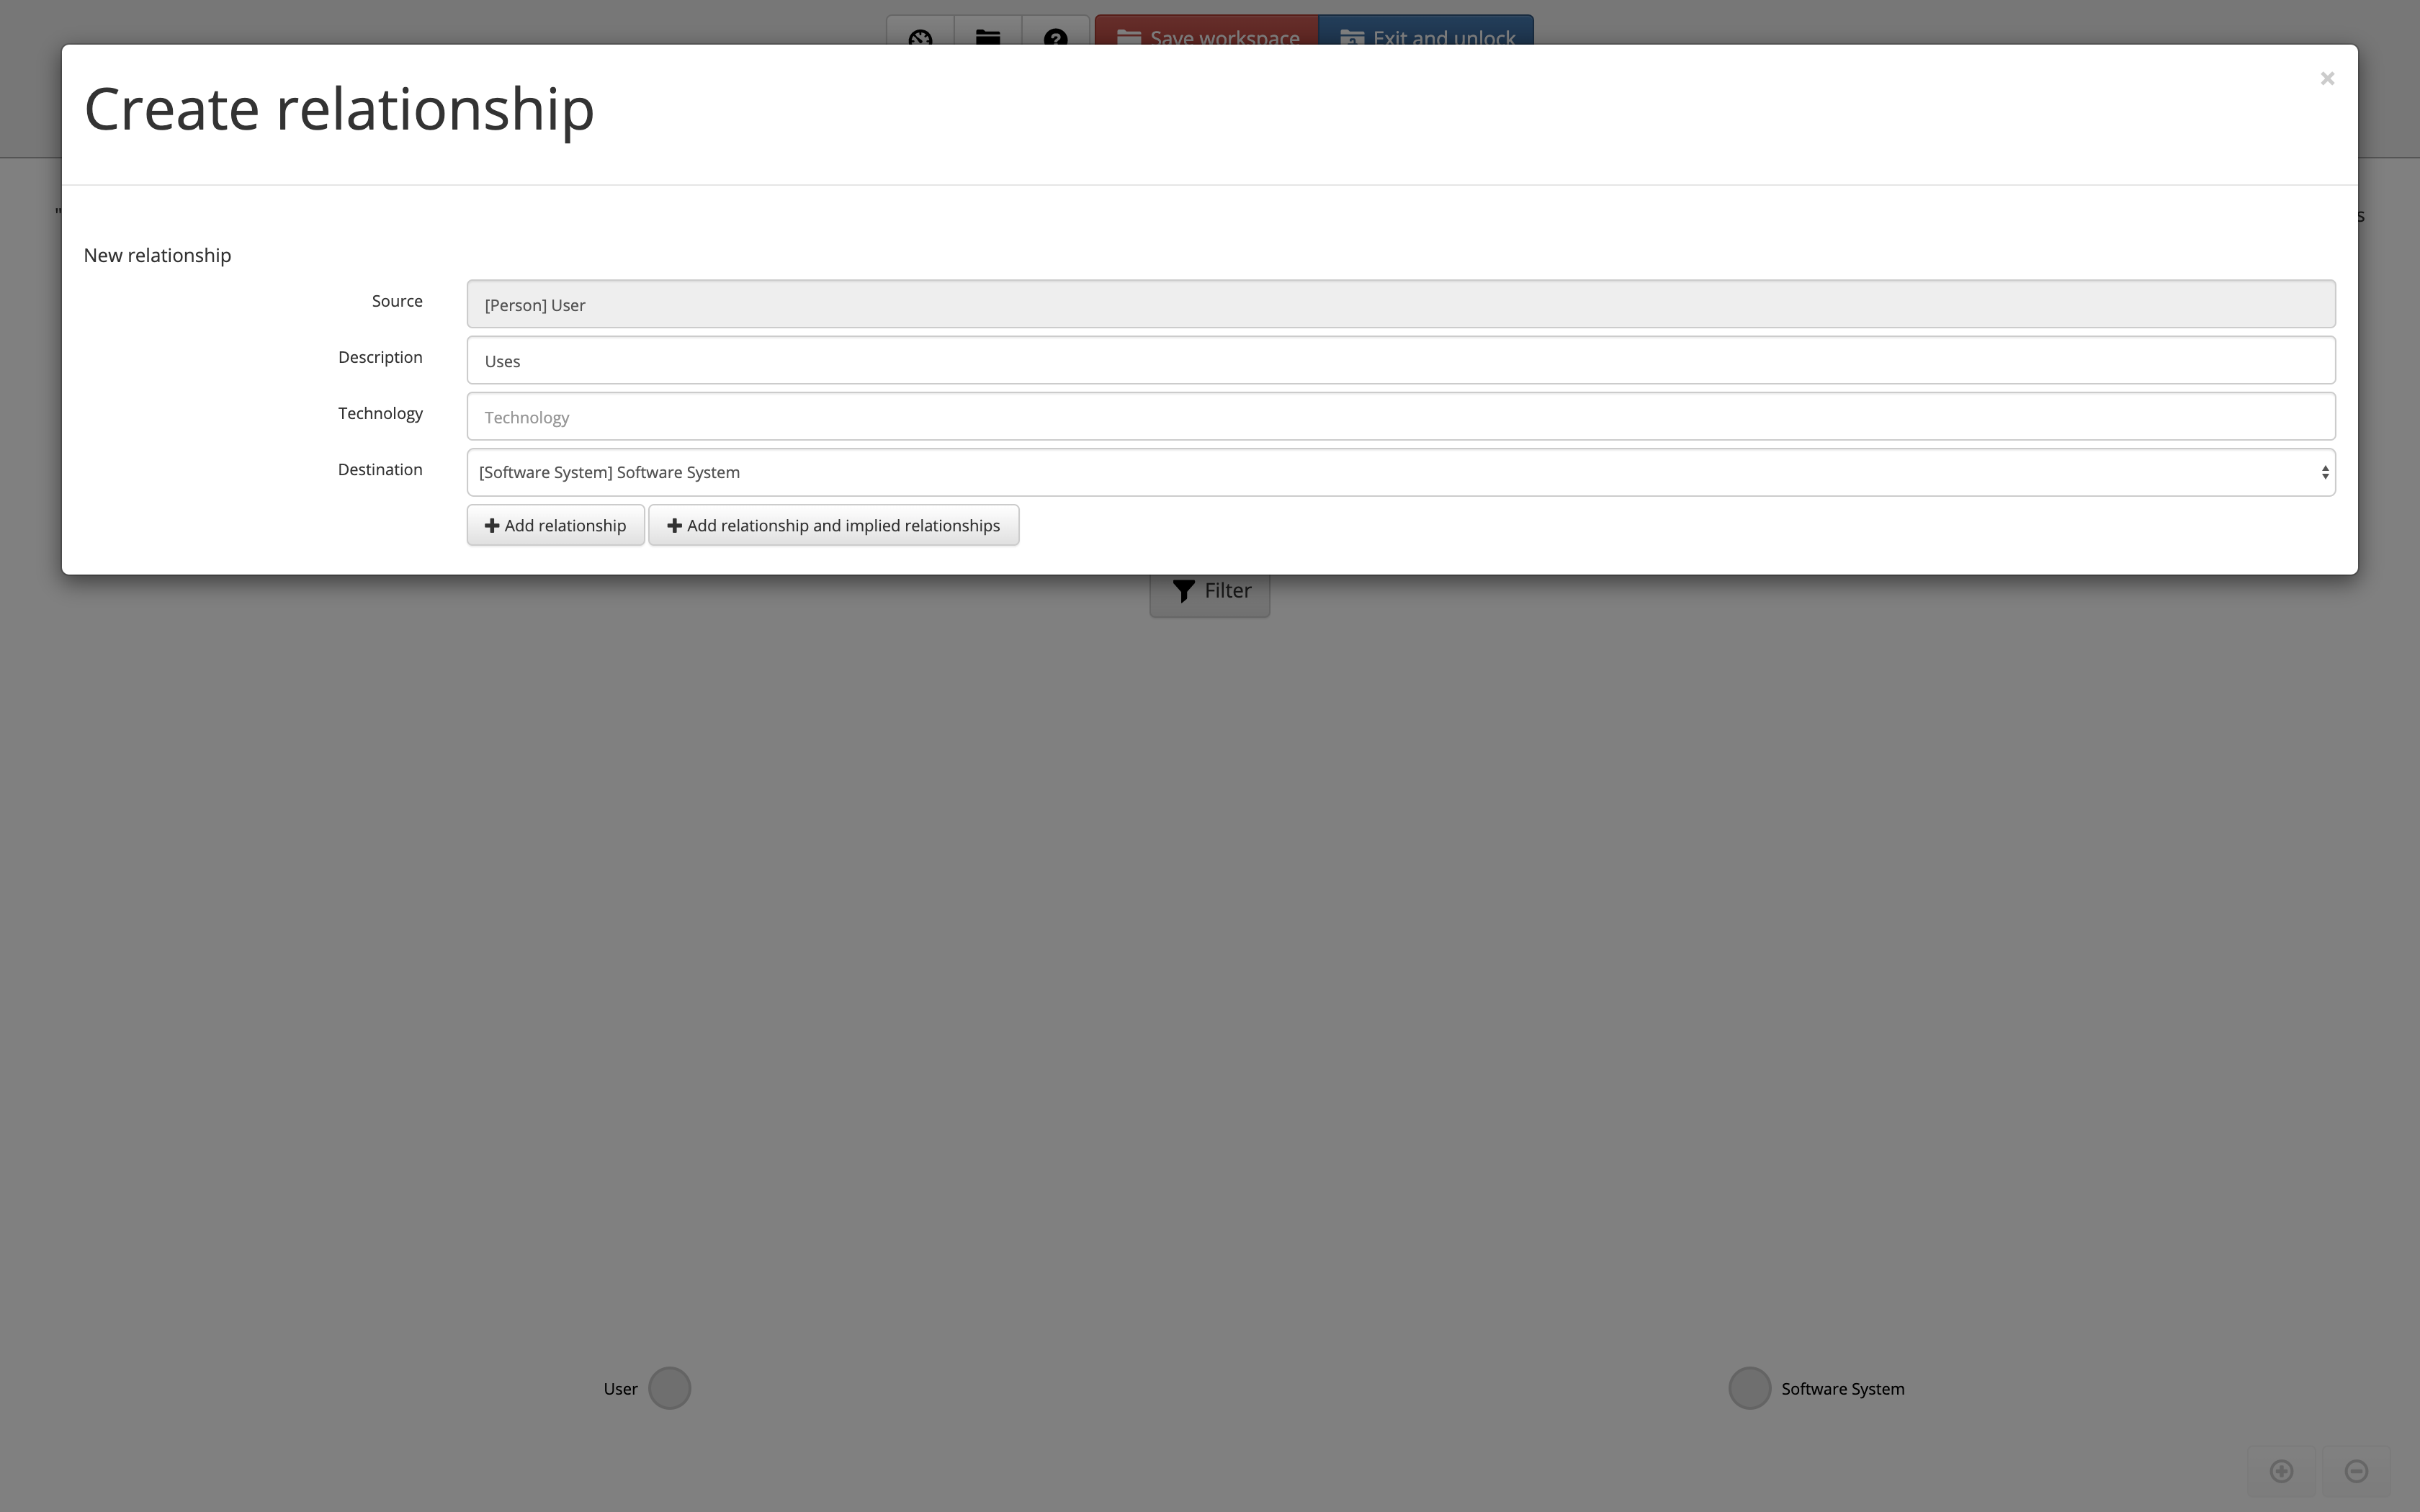 Save workspace
Exit and unlock
Create relationship
×
"
s
New relationship
Source
[Person] User
Description
Uses
Technology
Technology
Destination
[Software System] Software System
Add relationship
Add relationship and implied relationships
Filter
User
Software System